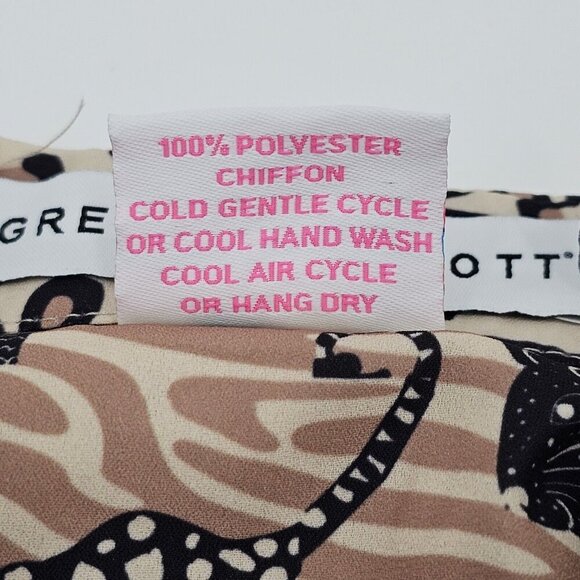 100% POLYESTER
CHIFFON
COLD GENTLE CYCLE
OR COOL HAND WASH
COOL AIR CYCLE
OR HANG DRY
GRE
OTT